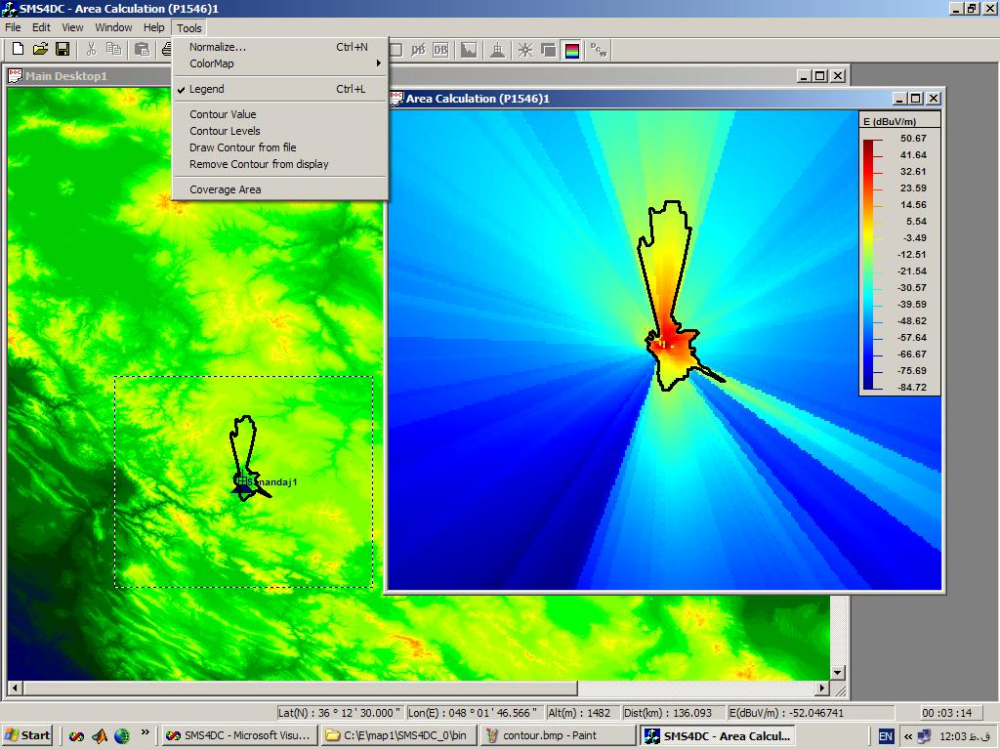 SMS4DC - Area Calculation (P1546)1
File Edit View Window Help Tools
Normalize... Ctrl+N
ColorMap
Legend Ctrl+L
Contour Value
Contour Levels
Draw Contour from file
Remove Contour from display
Coverage Area
DB
Main Desktop1
Area Calculation (P1546)1
E (dBuV/m)
50.67
41.64
32.61
23.59
14.56
5.54
-3.49
-12.51
-21.54
-30.57
-39.59
-48.62
-57.64
-66.67
-75.69
-84.72
Sanandaj1
Lat(N) : 36 ° 12' 30.000 " Lon(E) : 048 ° 01' 46.566 " Alt(m) : 1482 Dist(km) : 136.093 E(dBuV/m) : -52.046741 00 :03 :14
Start » SMS4DC - Microsoft Visu... C:\E\map1\SMS4DC_0\bin contour.bmp - Paint SMS4DC - Area Calcul... EN « 12:03 ق.ظ